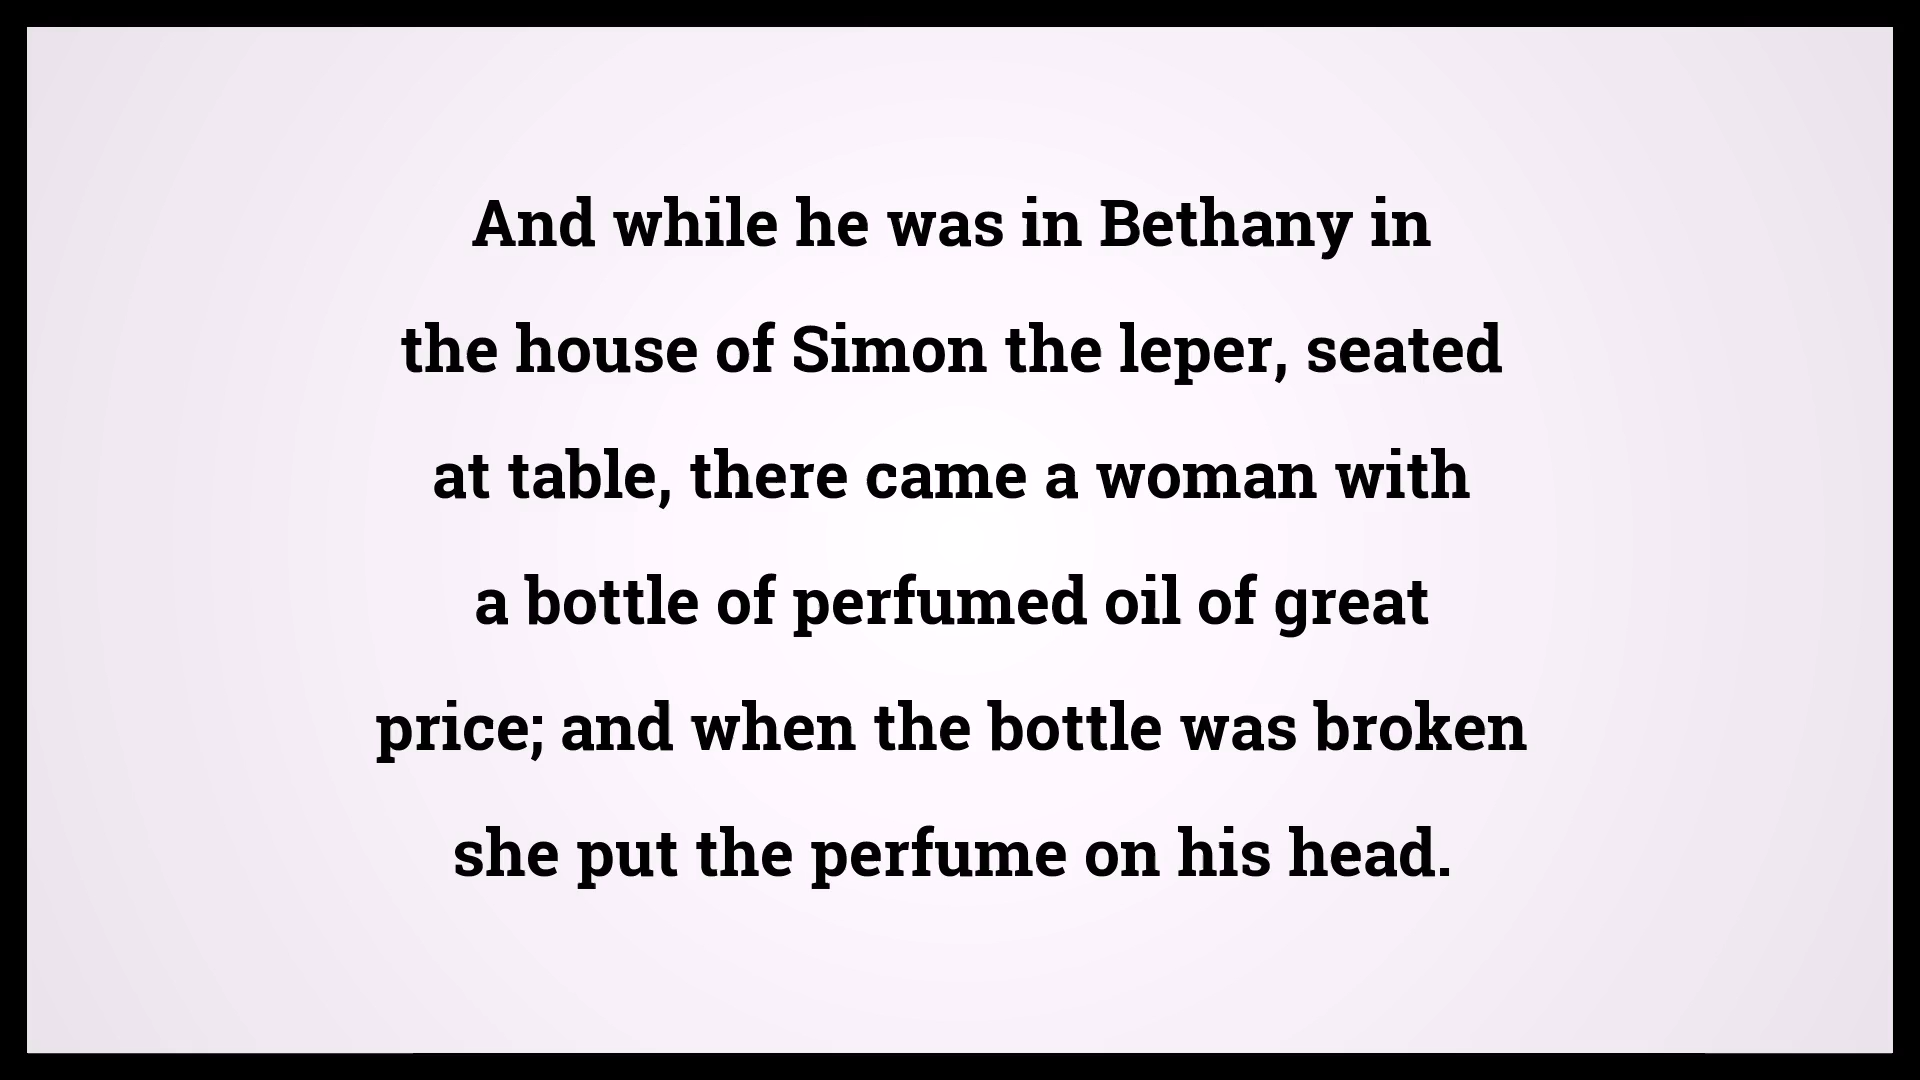 And while he was in Bethany in
the house of Simon the leper, seated
at table, there came a woman with
a bottle of perfumed oil of great
price; and when the bottle was broken
she put the perfume on his head.